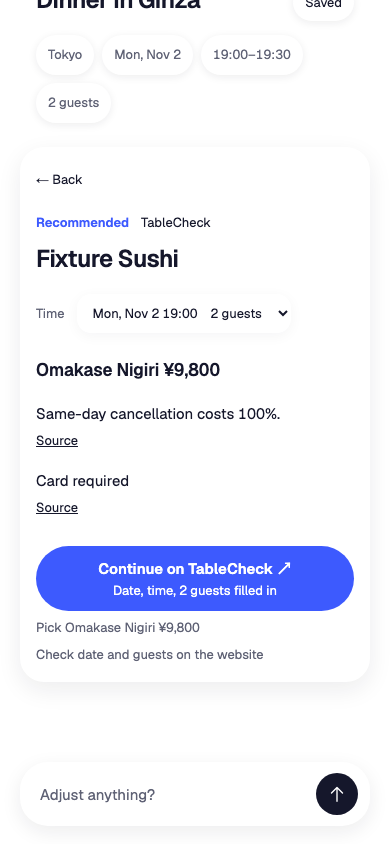 Dinner in Ginza
Saved
Tokyo
Mon, Nov 2
19:00–19:30
2 guests
← Back
Recommended TableCheck
Fixture Sushi
Time Mon, Nov 2 19:00 2 guests
Omakase Nigiri ¥9,800
Same-day cancellation costs 100%.
Source
Card required
Source
Continue on TableCheck ↗
Date, time, 2 guests filled in
Pick Omakase Nigiri ¥9,800
Check date and guests on the website
Adjust anything?